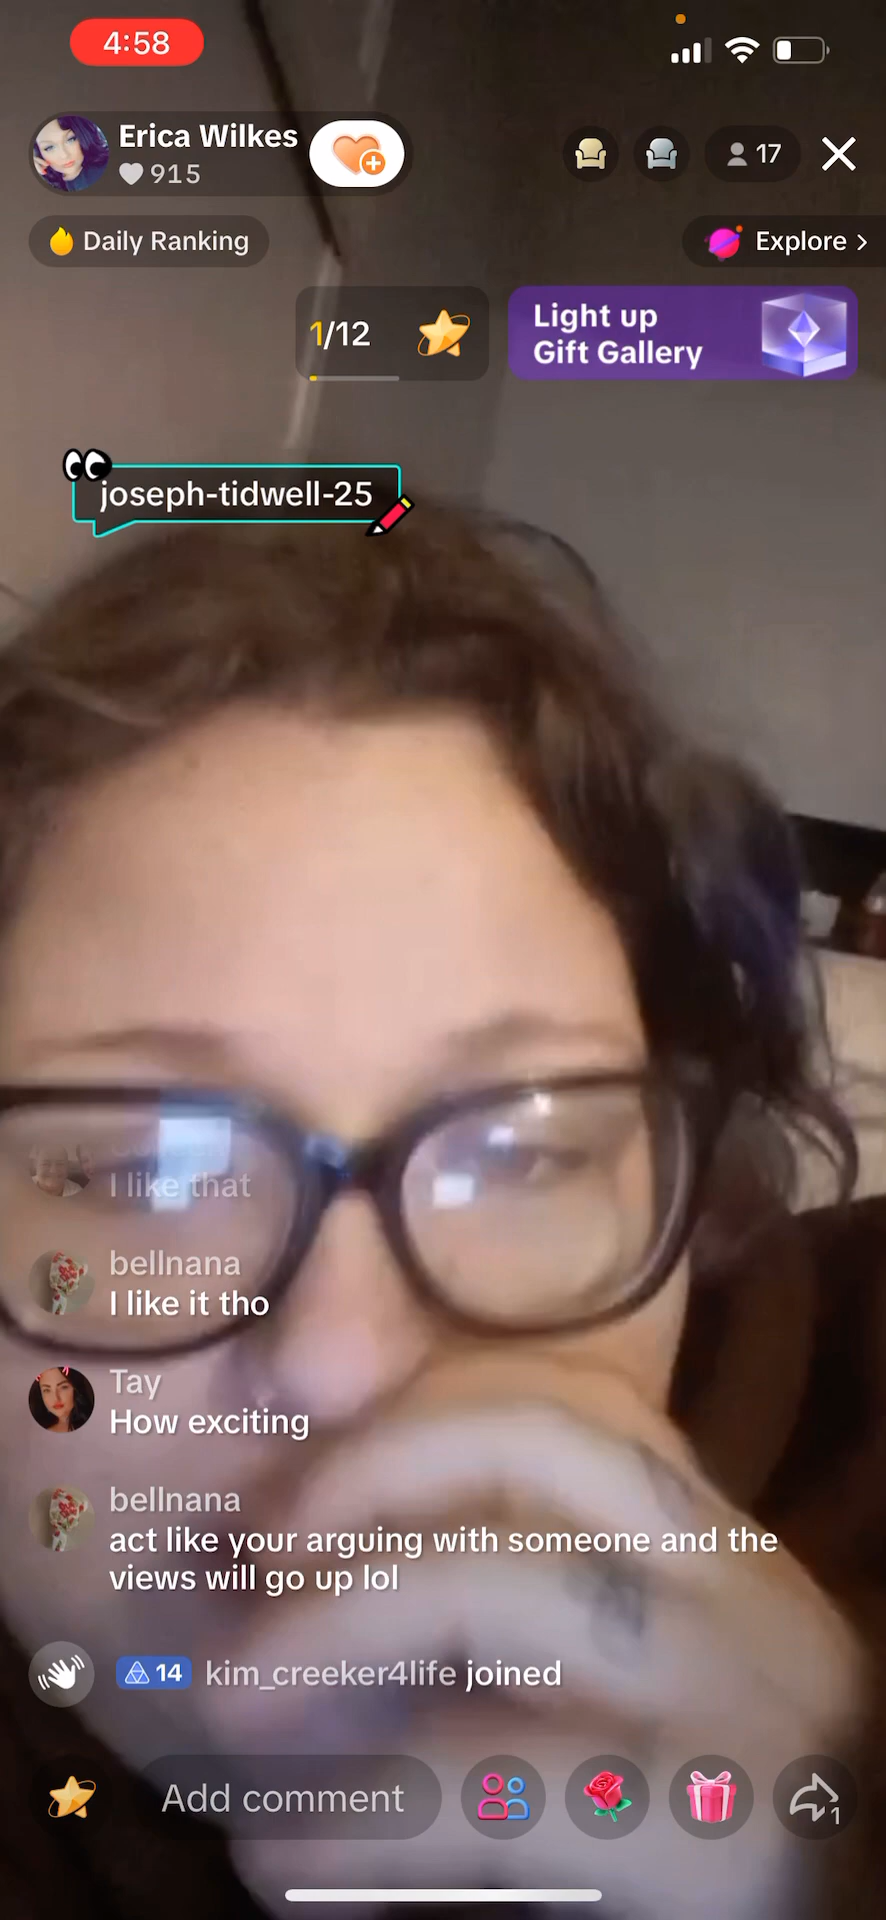 4:58
Erica Wilkes
915
17
Daily Ranking
Explore >
1/12
Light up
Gift Gallery
joseph-tidwell-25
I like that
bellnana
I like it tho
Tay
How exciting
bellnana
act like your arguing with someone and the
views will go up lol
14 kim_creeker4life joined
Add comment
1